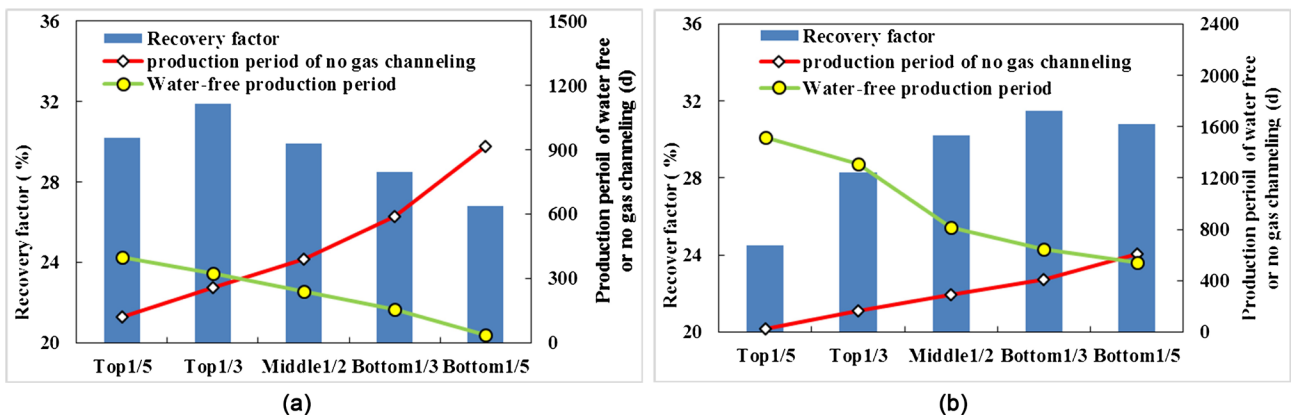 36
32
28
24
20
Recovery factor ( %)
Recovery factor
production period of no gas channeling
Water-free production period
1500
1200
900
600
300
0
Production perioil of water free
or no gas channeling (d)
Top1/5 Top1/3 Middle1/2 Bottom1/3 Bottom1/5
(a)
36
32
28
24
20
Recover factor ( %)
Recovery factor
production period of no gas channeling
Water-free production period
2400
2000
1600
1200
800
400
0
Production perioil of water free
or no gas channeling (d)
Top1/5 Top1/3 Middle1/2 Bottom1/3 Bottom1/5
(b)